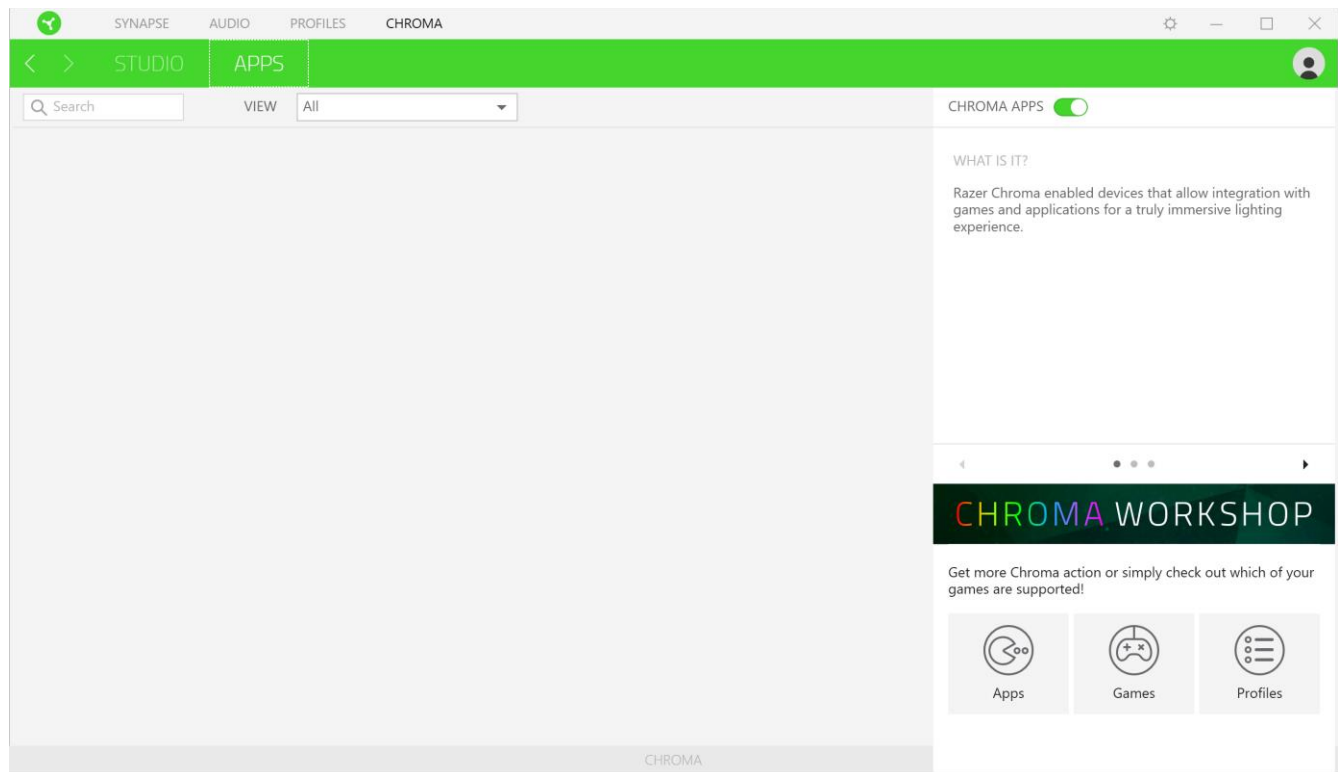 SYNAPSE AUDIO PROFILES CHROMA
STUDIO APPS
Search VIEW All
CHROMA APPS
WHAT IS IT?
Razer Chroma enabled devices that allow integration with
games and applications for a truly immersive lighting
experience.
CHROMA WORKSHOP
Get more Chroma action or simply check out which of your
games are supported!
Apps Games Profiles
CHROMA